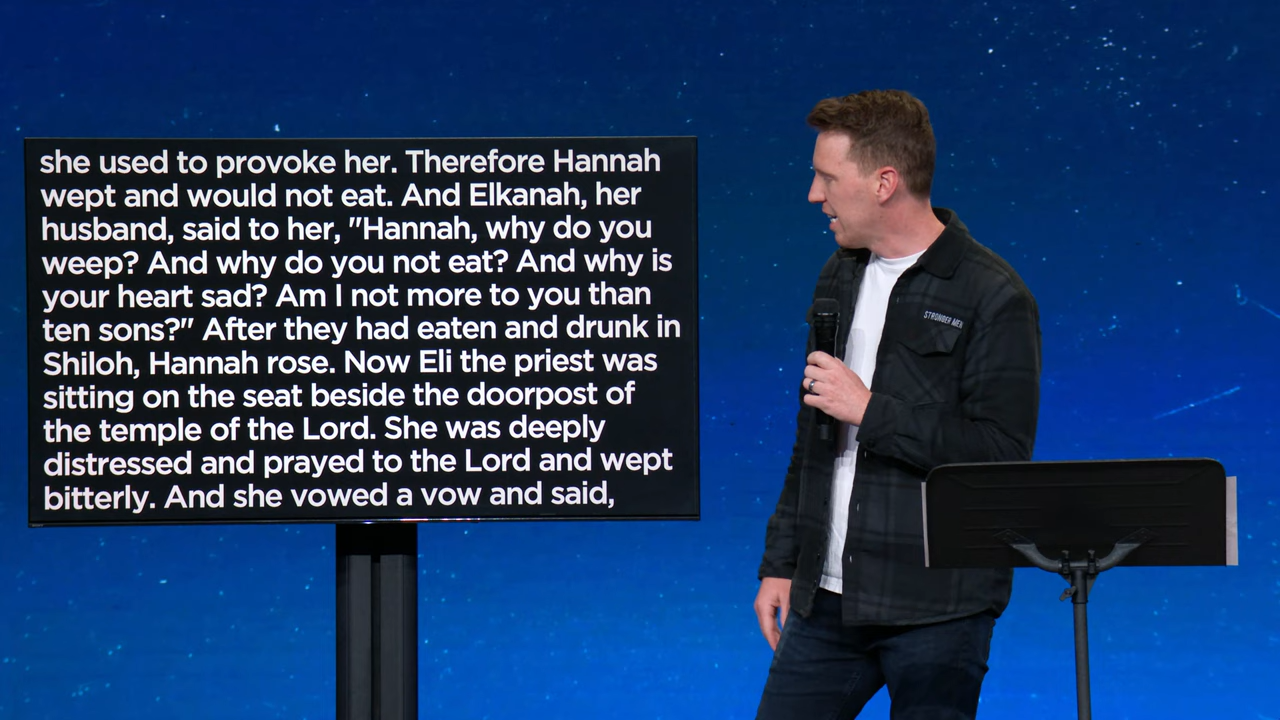 she used to provoke her. Therefore Hannah
wept and would not eat. And Elkanah, her
husband, said to her, "Hannah, why do you
weep? And why do you not eat? And why is
your heart sad? Am I not more to you than
ten sons?" After they had eaten and drunk in
Shiloh, Hannah rose. Now Eli the priest was
sitting on the seat beside the doorpost of
the temple of the Lord. She was deeply
distressed and prayed to the Lord and wept
bitterly. And she vowed a vow and said,
STRONGER MEN